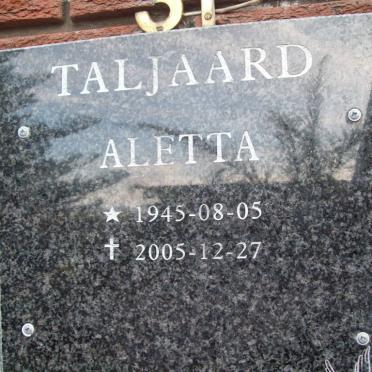 TALJAARD
ALETTA
★ 1945-08-05
✝ 2005-12-27